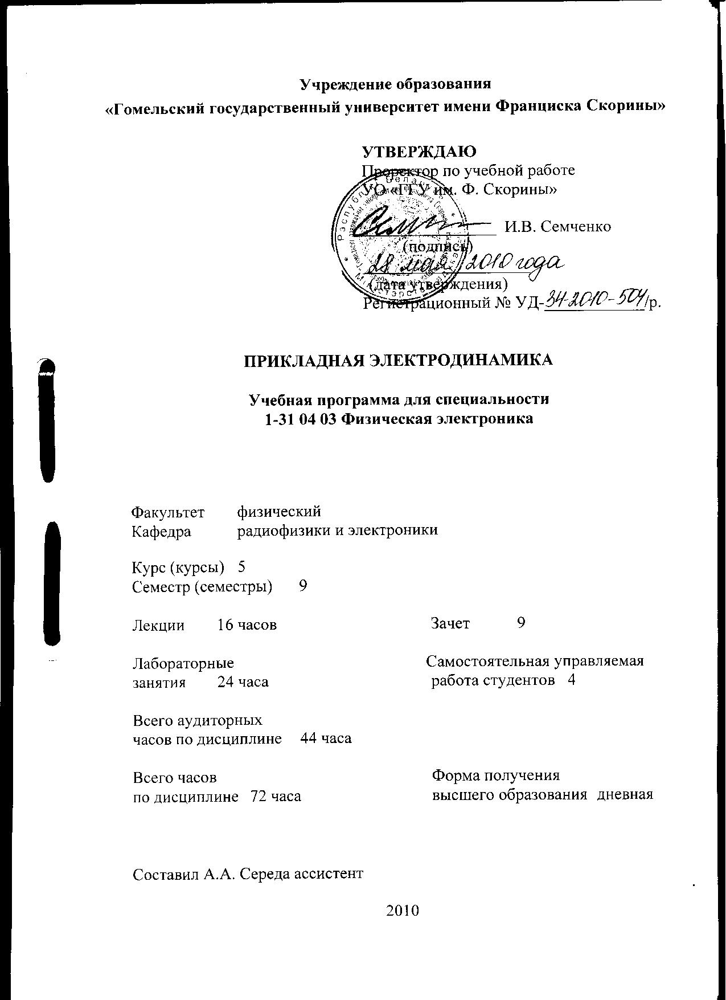 Учреждение образования
«Гомельский государственный университет имени Франциска Скорины»
УТВЕРЖДАЮ
Проректор по учебной работе
УО «ГГУ им. Ф. Скорины»
И.В. Семченко
(подпись)
28 мая 2010 года
(дата утверждения)
Регистрационный № УД-34-2010-504/р.
ПРИКЛАДНАЯ ЭЛЕКТРОДИНАМИКА
Учебная программа для специальности
1-31 04 03 Физическая электроника
Факультет физический
Кафедра радиофизики и электроники
Курс (курсы) 5
Семестр (семестры) 9
Лекции 16 часов Зачет 9
Лабораторные Самостоятельная управляемая
занятия 24 часа работа студентов 4
Всего аудиторных
часов по дисциплине 44 часа
Всего часов Форма получения
по дисциплине 72 часа высшего образования дневная
Составил А.А. Середа ассистент
2010